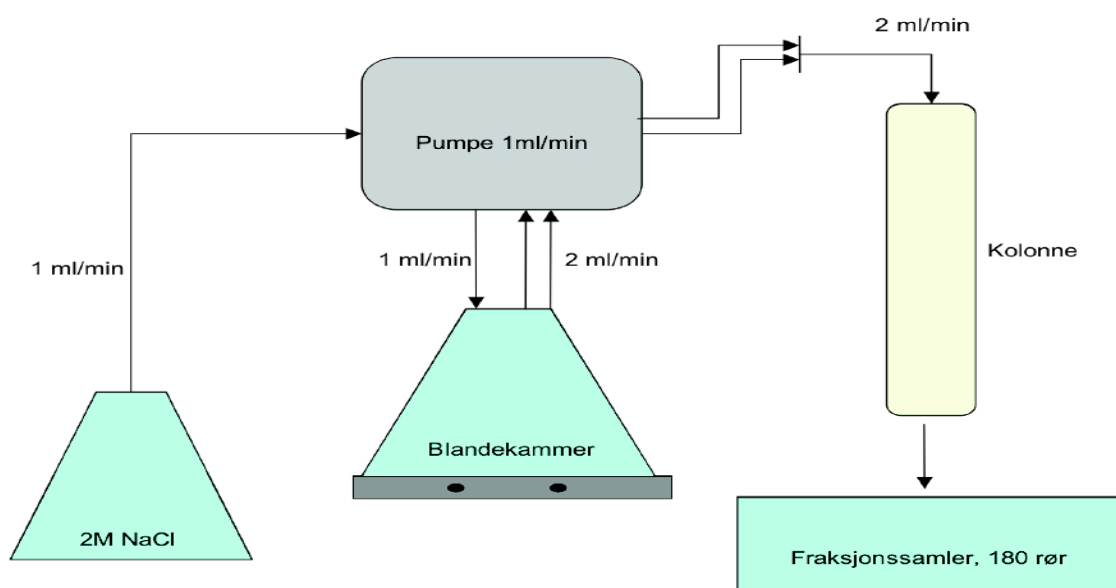 2 ml/min
Pumpe 1ml/min
1 ml/min
1 ml/min
2 ml/min
Kolonne
Blandekammer
2M NaCl
Fraksjonssamler, 180 rør